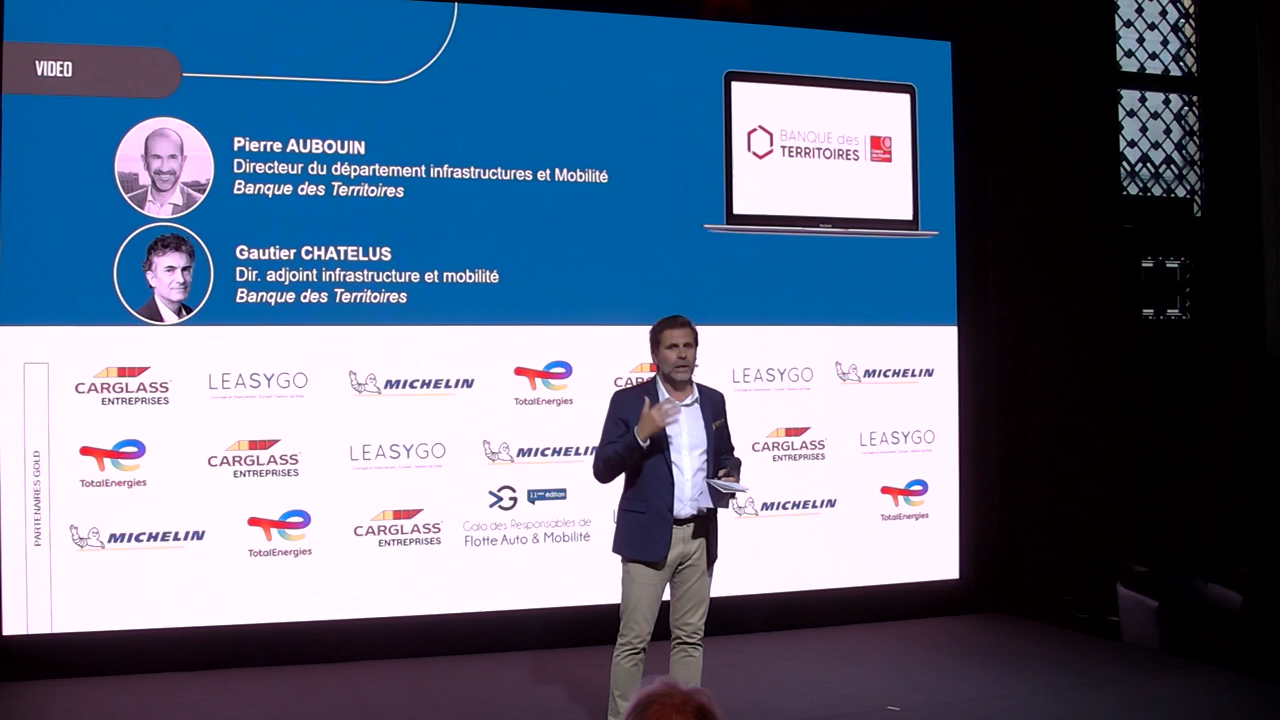 VIDEO
Pierre AUBOUIN
Directeur du département infrastructures et Mobilité
Banque des Territoires
BANQUE des
TERRITOIRES
Gautier CHATELUS
Dir. adjoint infrastructure et mobilité
Banque des Territoires
PARTENAIRES GOLD
CARGLASS
ENTREPRISES
LEASYGO
MICHELIN
TotalEnergies
LEASYGO
MICHELIN
TotalEnergies
CARGLASS
ENTREPRISES
LEASYGO
MICHELIN
CARGLASS
ENTREPRISES
LEASYGO
MICHELIN
TotalEnergies
CARGLASS
ENTREPRISES
11ème édition
Gala des Responsables de
Flotte Auto & Mobilité
MICHELIN
TotalEnergies